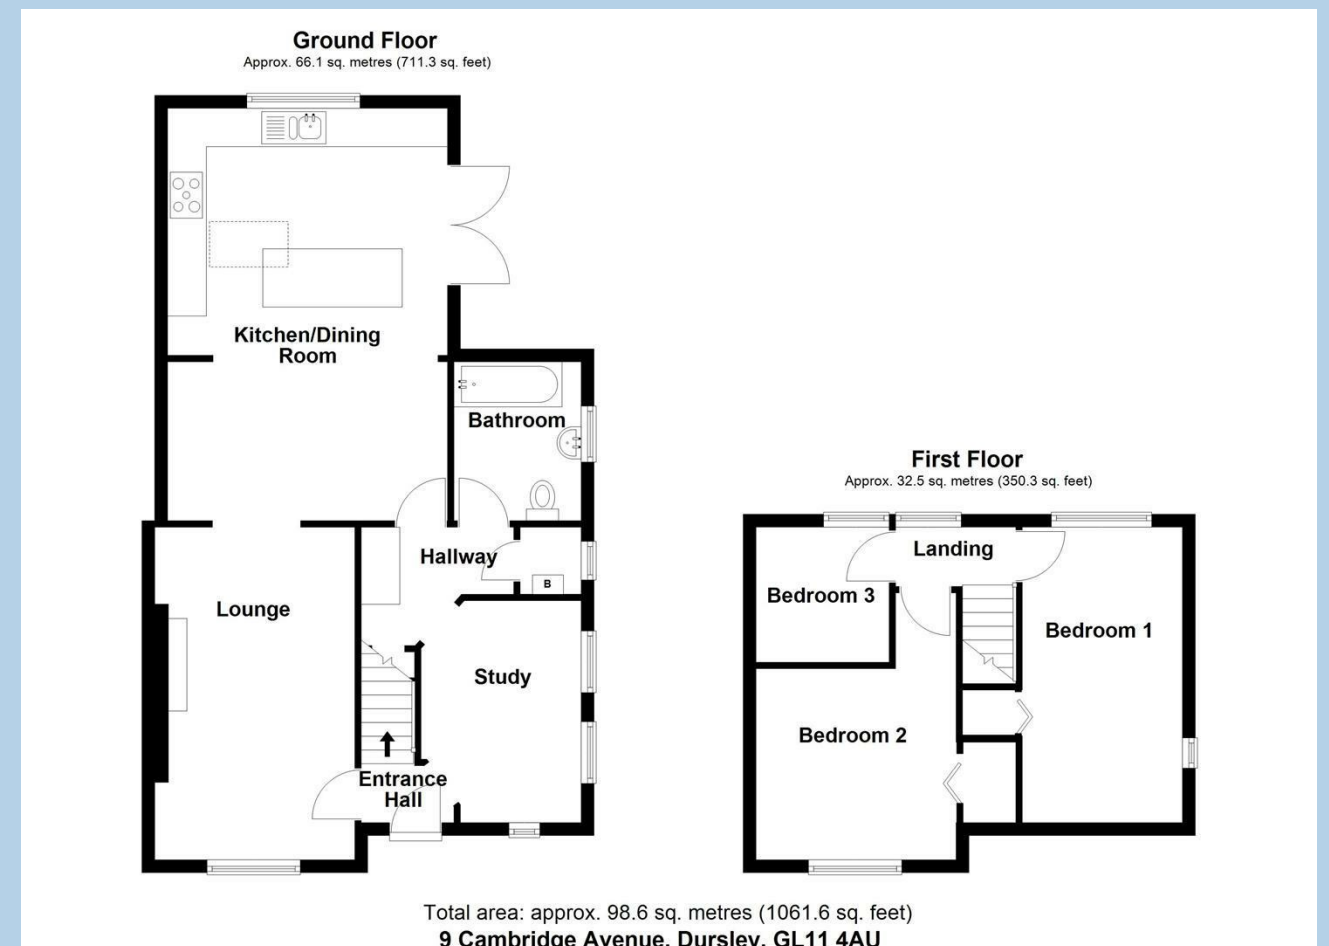 Ground Floor
Approx. 66.1 sq. metres (711.3 sq. feet)
Kitchen/Dining
Room
Bathroom
Hallway
B
Lounge
Study
Entrance
Hall
First Floor
Approx. 32.5 sq. metres (350.3 sq. feet)
Landing
Bedroom 3
Bedroom 1
Bedroom 2
Total area: approx. 98.6 sq. metres (1061.6 sq. feet)
9 Cambridge Avenue, Dursley, GL11 4AU